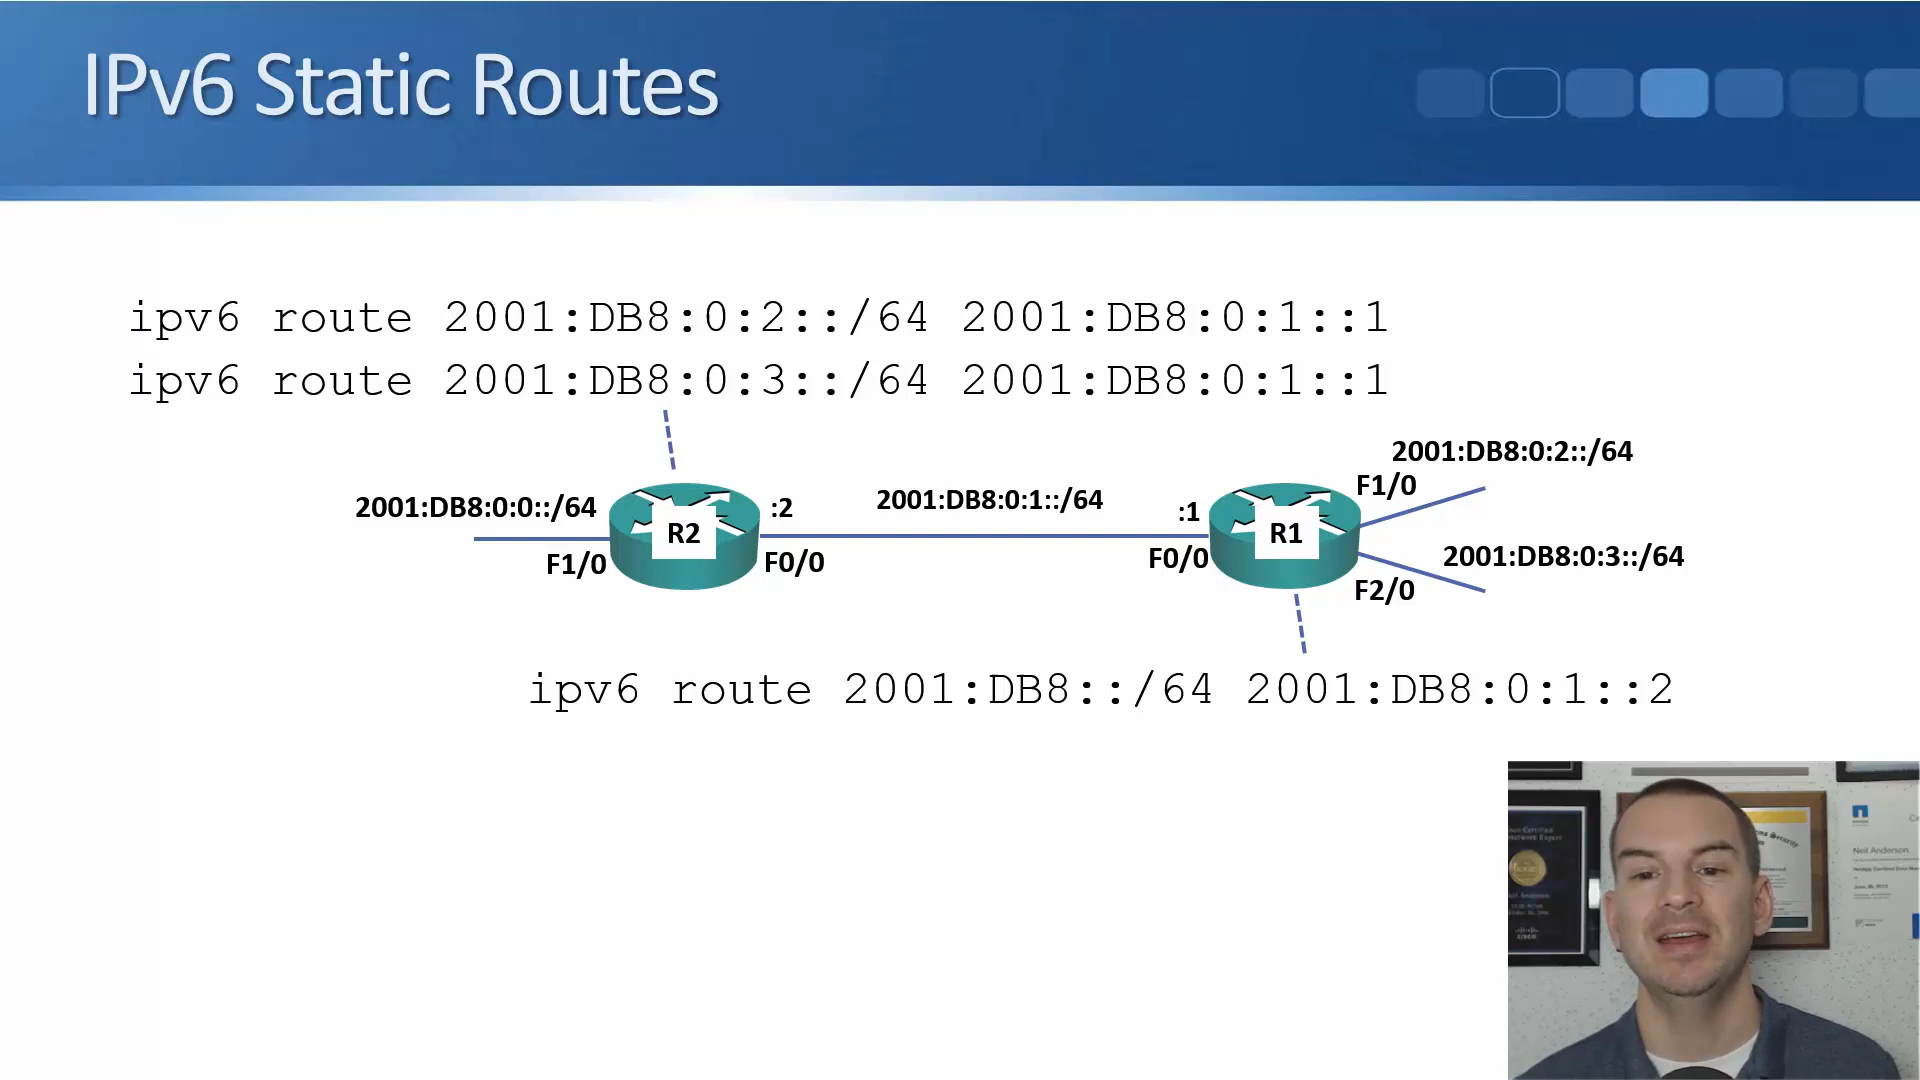 IPv6 Static Routes
ipv6 route 2001:DB8:0:2::/64 2001:DB8:0:1::1
ipv6 route 2001:DB8:0:3::/64 2001:DB8:0:1::1
2001:DB8:0:2::/64
F1/0
2001:DB8:0:0::/64
:2
2001:DB8:0:1::/64
:1
R2
R1
F1/0
F0/0
F0/0
2001:DB8:0:3::/64
F2/0
ipv6 route 2001:DB8::/64 2001:DB8:0:1::2
Neil Anderson
CISCO